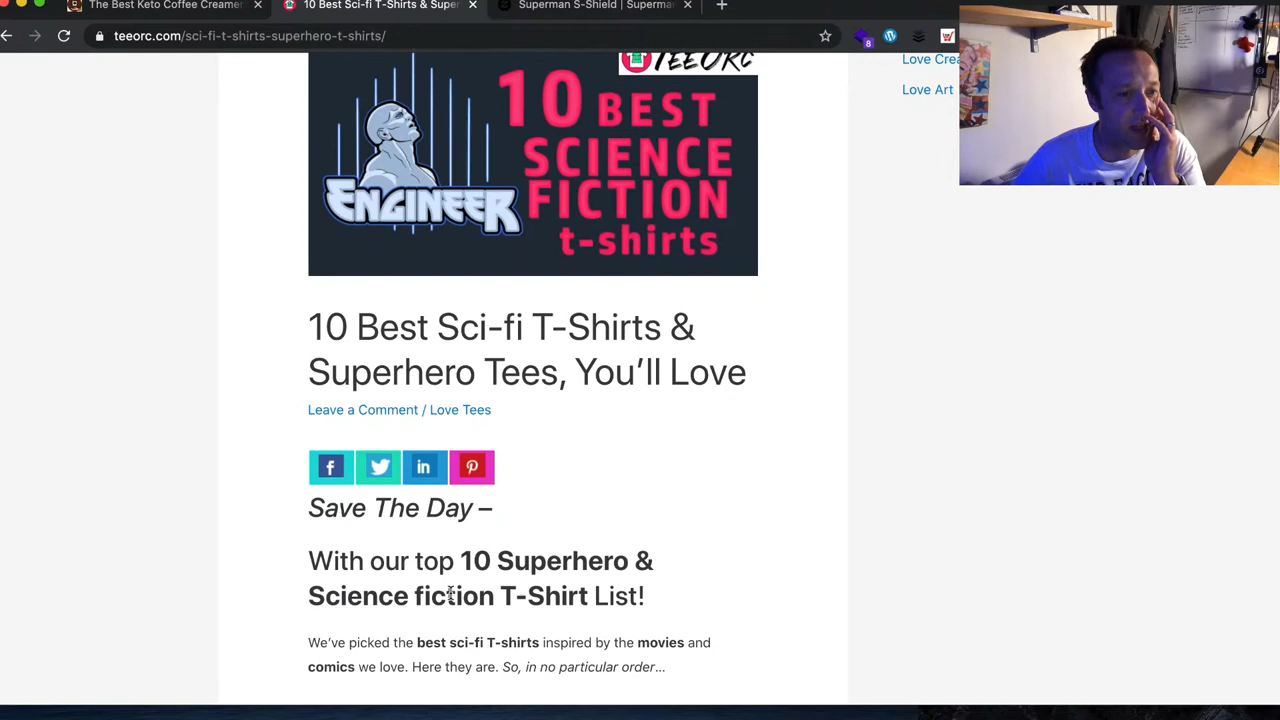 The Best Keto Coffee Creamer
10 Best Sci-fi T-Shirts & Super
Superman S-Shield | Superma
teeorc.com/sci-fi-t-shirts-superhero-t-shirts/
8
Love Crea
Love Art
TEEORC
10 BEST
SCIENCE
FICTION
t-shirts
ENGINEER
10 Best Sci-fi T-Shirts &
Superhero Tees, You'll Love
Leave a Comment / Love Tees
Save The Day –
With our top 10 Superhero &
Science fiction T-Shirt List!
We've picked the best sci-fi T-shirts inspired by the movies and
comics we love. Here they are. So, in no particular order…